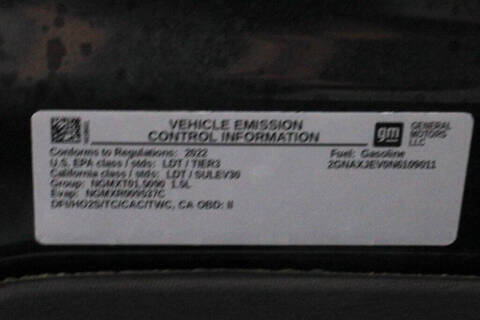 VEHICLE EMISSION
CONTROL INFORMATION
gm GENERAL MOTORS LLC
Conforms to Regulations: 2022
Fuel: Gasoline
U.S. EPA class / stds: LDT / TIER3
2GNAXJEV0N6109011
California class / stds: LDT / SULEV30
Group: NGMXT01.5000 1.5L
Evap: NGMXR0095
DFI/HO2S/TC/CAC/TWC, CA OBD: II